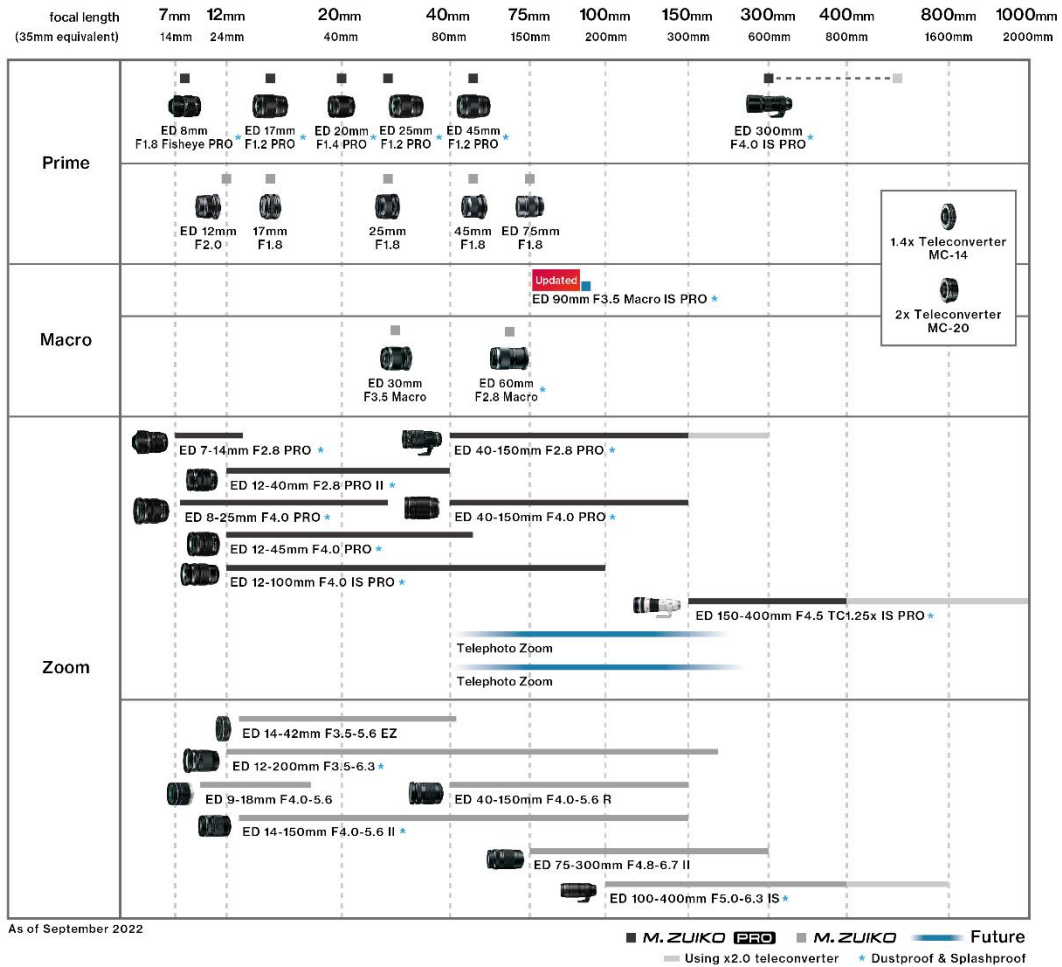 focal length 7mm 12mm 20mm 40mm 75mm 100mm 150mm 300mm 400mm 800mm 1000mm
(35mm equivalent) 14mm 24mm 40mm 80mm 150mm 200mm 300mm 600mm 800mm 1600mm 2000mm
Prime
ED 8mm
F1.8 Fisheye PRO *
ED 17mm
F1.2 PRO *
ED 20mm
F1.4 PRO *
ED 25mm
F1.2 PRO *
ED 45mm
F1.2 PRO *
ED 300mm
F4.0 IS PRO *
ED 12mm
F2.0
17mm
F1.8
25mm
F1.8
45mm
F1.8
ED 75mm
F1.8
1.4x Teleconverter
MC-14
2x Teleconverter
MC-20
Macro
Updated
ED 90mm F3.5 Macro IS PRO *
ED 30mm
F3.5 Macro
ED 60mm
F2.8 Macro *
Zoom
ED 7-14mm F2.8 PRO *
ED 40-150mm F2.8 PRO *
ED 12-40mm F2.8 PRO II *
ED 8-25mm F4.0 PRO *
ED 40-150mm F4.0 PRO *
ED 12-45mm F4.0 PRO *
ED 12-100mm F4.0 IS PRO *
ED 150-400mm F4.5 TC1.25x IS PRO *
Telephoto Zoom
Telephoto Zoom
ED 14-42mm F3.5-5.6 EZ
ED 12-200mm F3.5-6.3 *
ED 9-18mm F4.0-5.6
ED 40-150mm F4.0-5.6 R
ED 14-150mm F4.0-5.6 II *
ED 75-300mm F4.8-6.7 II
ED 100-400mm F5.0-6.3 IS *
As of September 2022
M.ZUIKO PRO M.ZUIKO Future
Using x2.0 teleconverter * Dustproof & Splashproof